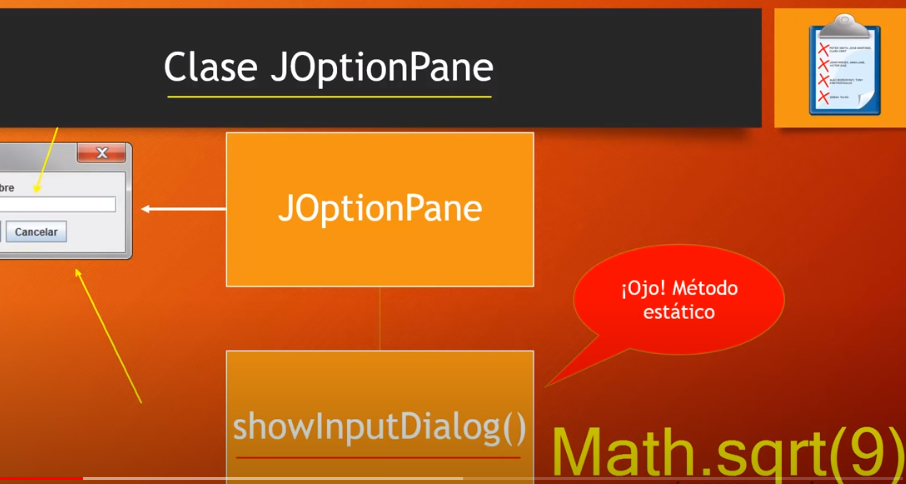 Clase JOptionPane
X
bre
Cancelar
JOptionPane
¡Ojo! Método
estático
showInputDialog()
Math.sqrt(9)